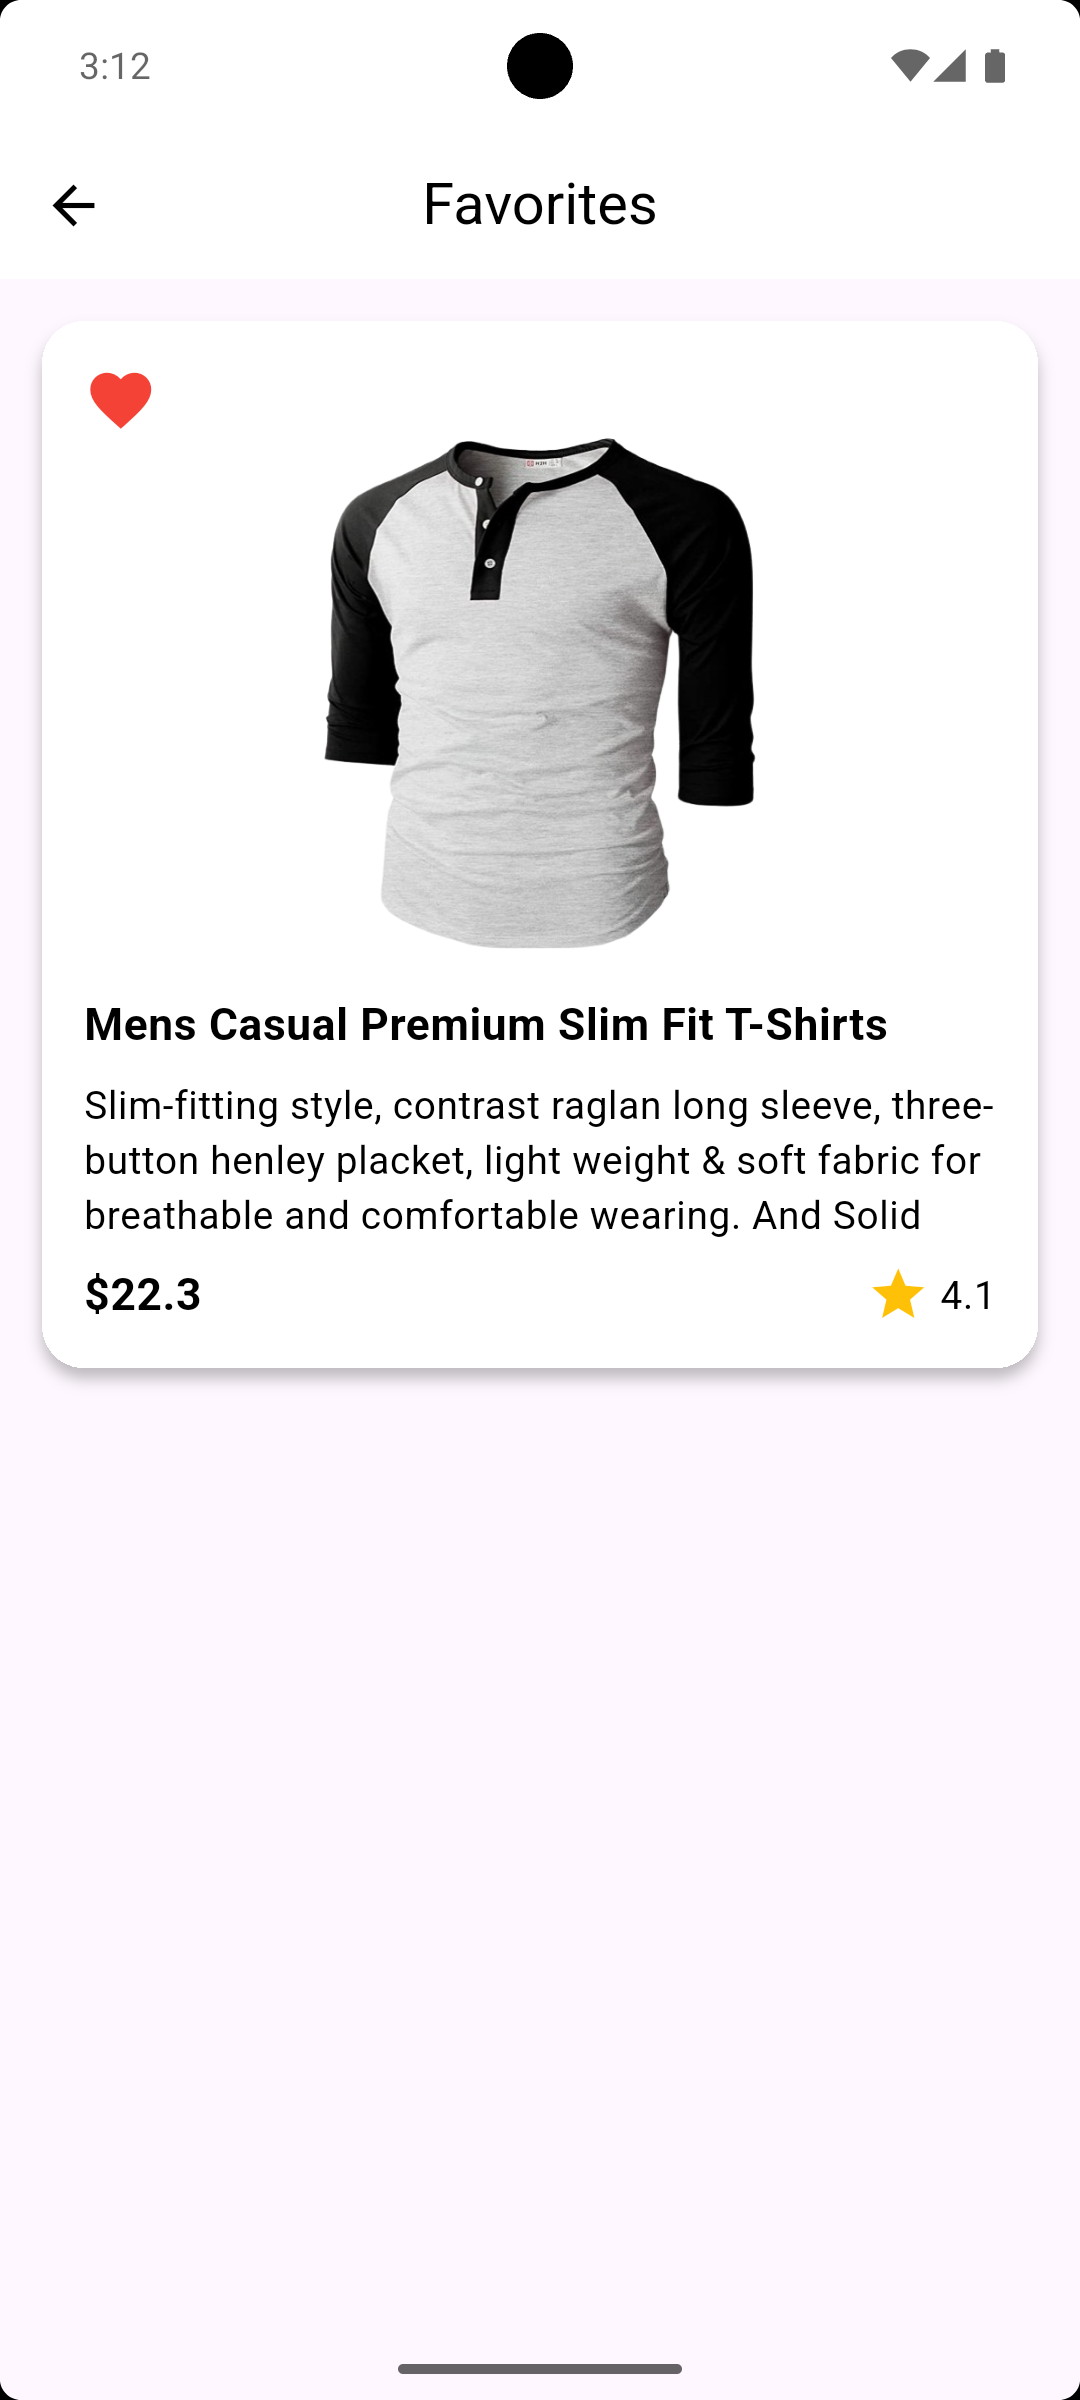 3:12
Favorites
Mens Casual Premium Slim Fit T-Shirts
Slim-fitting style, contrast raglan long sleeve, three-
button henley placket, light weight & soft fabric for
breathable and comfortable wearing. And Solid
$22.3
4.1